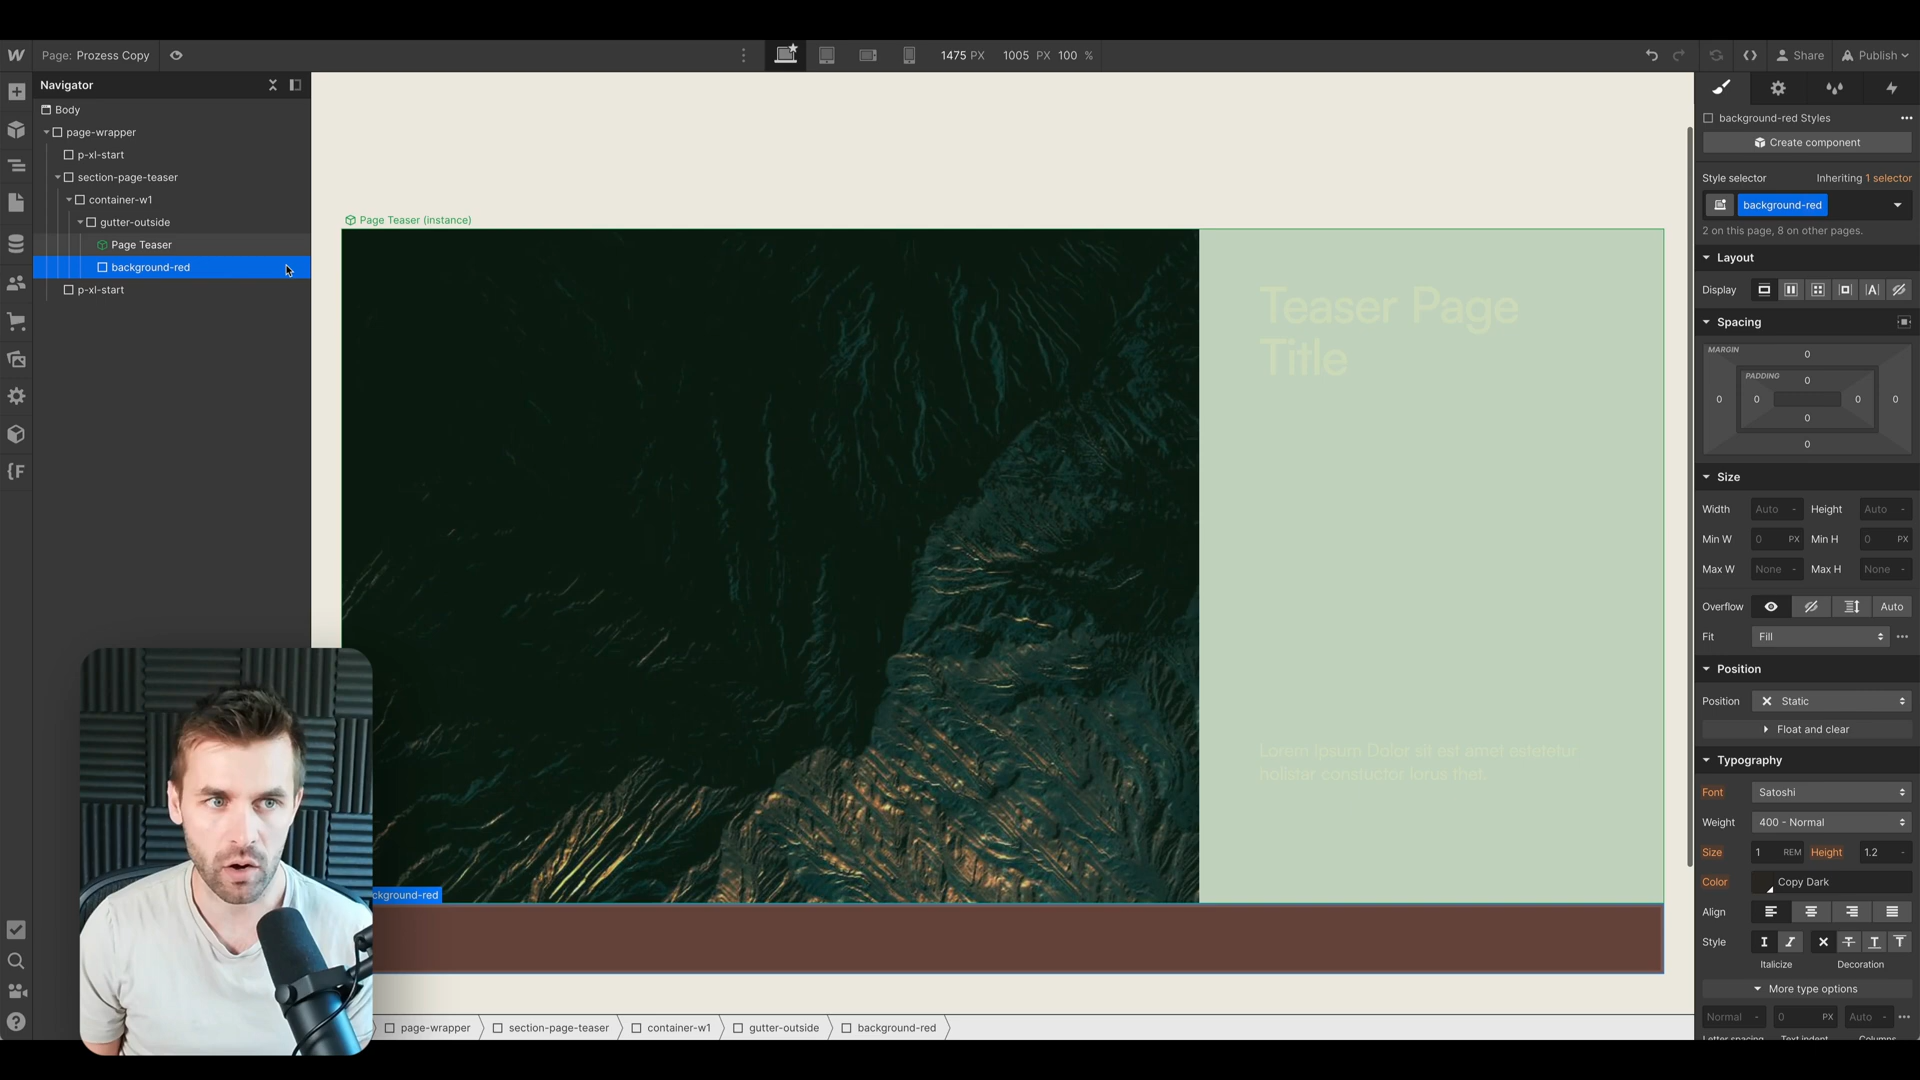 Page: Prozess Copy
1475 PX 1005 PX 100 %
Share
Publish
Navigator
Body
page-wrapper
p-xl-start
section-page-teaser
container-w1
gutter-outside
Page Teaser
background-red
p-xl-start
Page Teaser (instance)
Teaser Page
Title
Lorem Ipsum Dolor sit est amet estetetur
nollstar constuctor lorus thet.
ckground-red
page-wrapper
section-page-teaser
container-w1
gutter-outside
background-red
background-red Styles
Create component
Style selector
Inheriting 1 selector
background-red
2 on this page, 8 on other pages.
Layout
Display
Spacing
MARGIN
0
PADDING
0
0 0 0 0
0
0
Size
Width Auto - Height Auto -
Min W 0 PX Min H 0 PX
Max W None - Max H None -
Overflow Auto
Fit Fill
Position
Position Static
Float and clear
Typography
Font Satoshi
Weight 400 - Normal
Size 1 REM Height 1.2 -
Color Copy Dark
Align
Style
Italicize Decoration
More type options
Normal - 0 PX Auto -
Letter spacing Text indent Columns